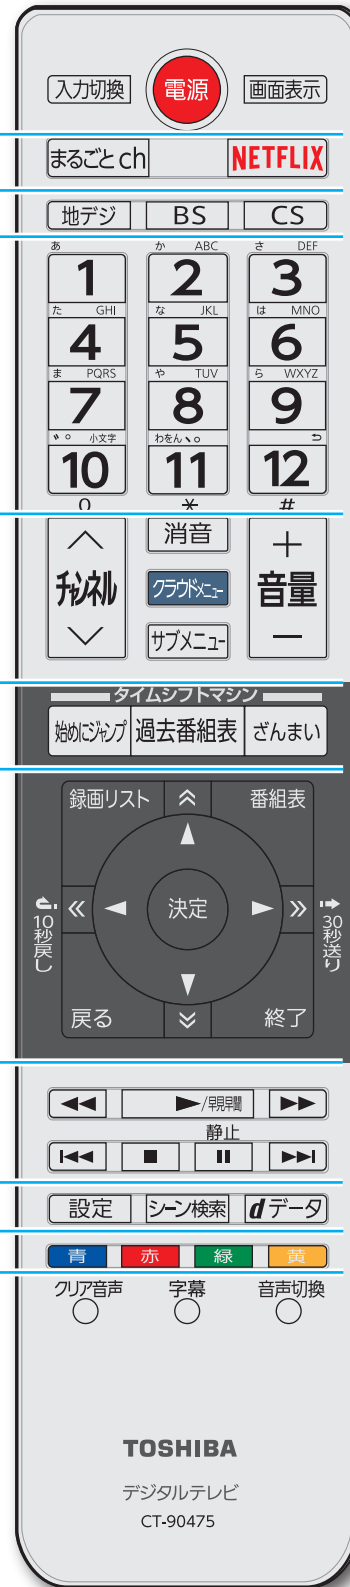 入力切換 電源 画面表示
まるごとch NETFLIX
地デジ BS CS
あ か ABC さ DEF
1 2 3
た GHI な JKL は MNO
4 5 6
ま PQRS や TUV ら WXYZ
7 8 9
゛゜ 小文字 わをん、。
10 11 12
0 * #
消音
チャンネル クラウドメニュー + 音量 −
サブメニュー
タイムシフトマシン
始めにジャンプ 過去番組表 ざんまい
録画リスト 番組表
10秒戻し 決定 30秒送り
戻る 終了
/早見早聞
静止
設定 シーン検索 dデータ
青 赤 緑 黄
クリア音声 字幕 音声切換
TOSHIBA
デジタルテレビ
CT-90475